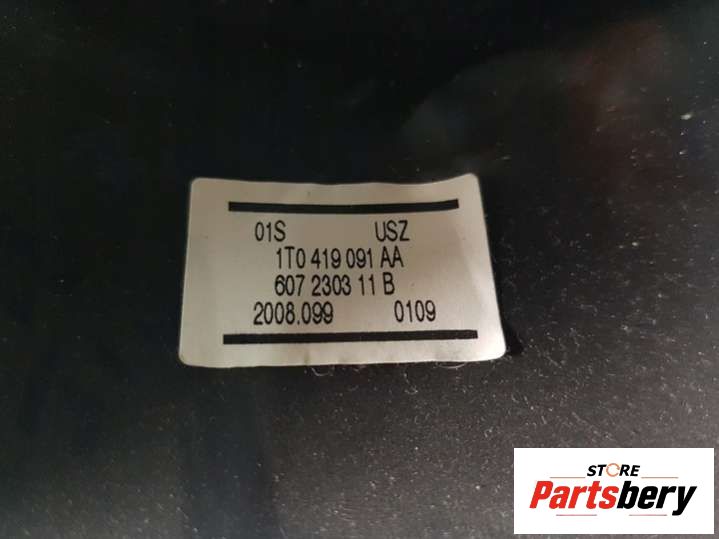 01S USZ
1T0 419 091 AA
607 2303 11 B
2008.099 0109
STORE
Partsbery